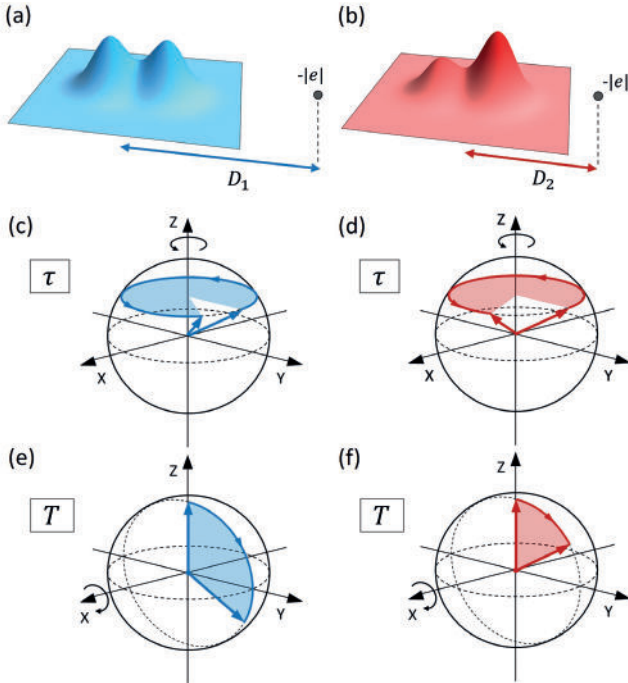 (a)
(b)
-|e|
-|e|
D₁
D₂
(c)
(d)
Z
Z
τ
τ
X
Y
X
Y
(e)
(f)
Z
Z
T
T
X
Y
X
Y